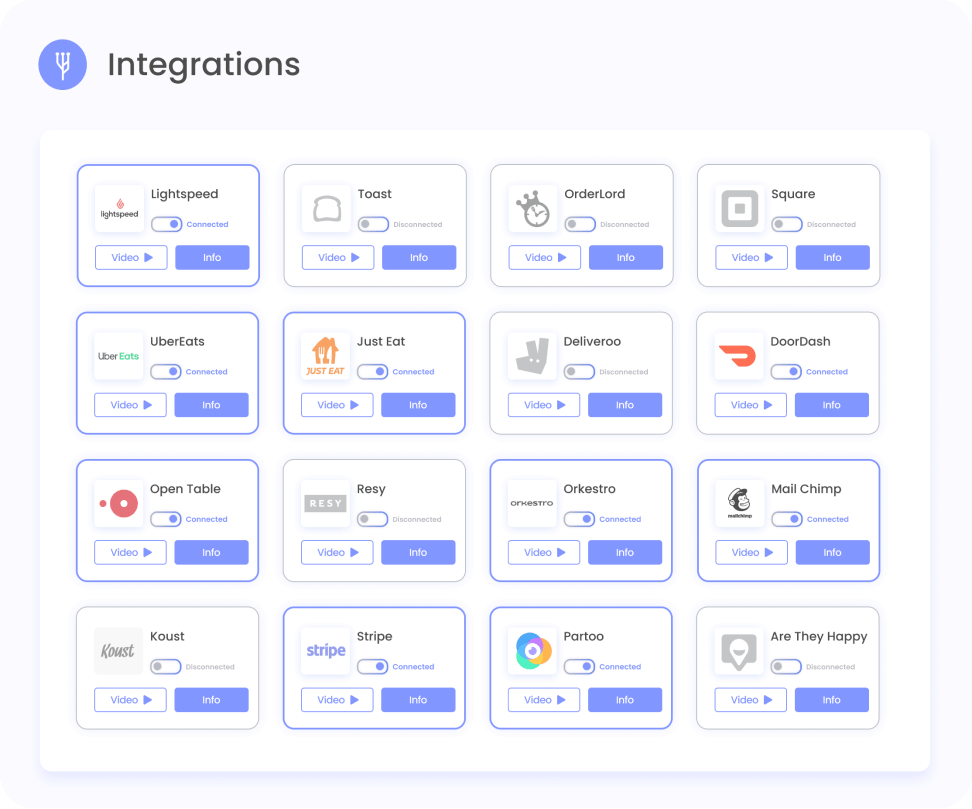 Integrations
Lightspeed
lightspeed
Connected
Video
Info
Toast
Disconnected
Video
Info
OrderLord
Disconnected
Video
Info
Square
Disconnected
Video
Info
UberEats
Uber Eats
Connected
Video
Info
Just Eat
JUST EAT
Connected
Video
Info
Deliveroo
Disconnected
Video
Info
DoorDash
Connected
Video
Info
Open Table
Connected
Video
Info
Resy
RESY
Disconnected
Video
Info
Orkestro
ORKESTRO
Connected
Video
Info
Mail Chimp
mailchimp
Connected
Video
Info
Koust
Koust
Disconnected
Video
Info
Stripe
stripe
Connected
Video
Info
Partoo
Connected
Video
Info
Are They Happy
Disconnected
Video
Info